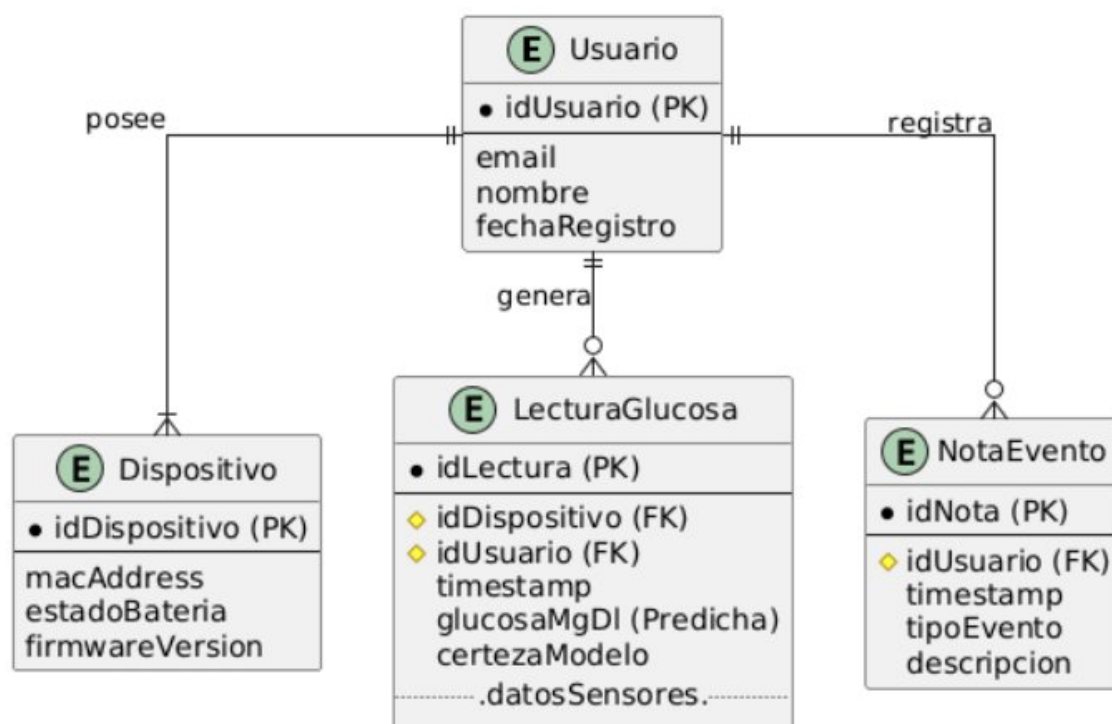 E Usuario
idUsuario (PK)
email
nombre
fechaRegistro
posee
registra
genera
E Dispositivo
idDispositivo (PK)
macAddress
estadoBateria
firmwareVersion
E LecturaGlucosa
idLectura (PK)
idDispositivo (FK)
idUsuario (FK)
timestamp
glucosaMgDl (Predicha)
certezaModelo
.datosSensores.
E NotaEvento
idNota (PK)
idUsuario (FK)
timestamp
tipoEvento
descripcion